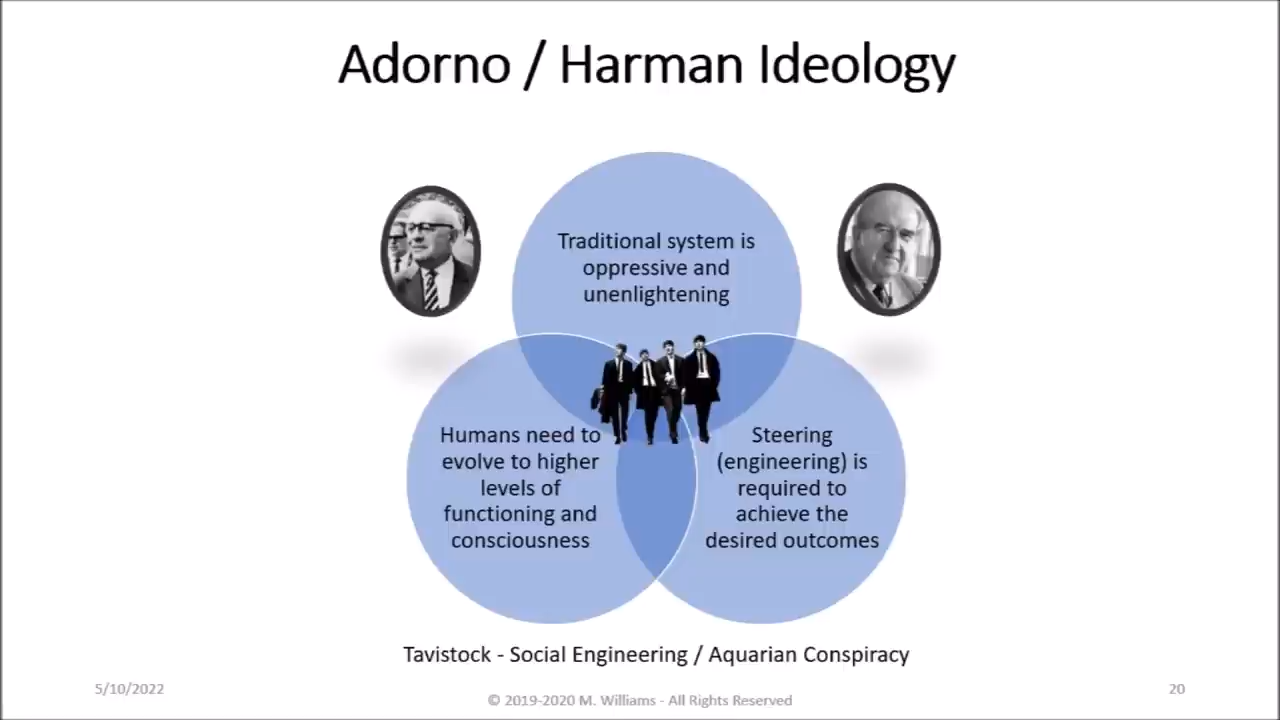 Adorno / Harman Ideology
Traditional system is
oppressive and
unenlightening
Humans need to
evolve to higher
levels of
functioning and
consciousness
Steering
(engineering) is
required to
achieve the
desired outcomes
Tavistock - Social Engineering / Aquarian Conspiracy
5/10/2022
© 2019-2020 M. Williams - All Rights Reserved
20